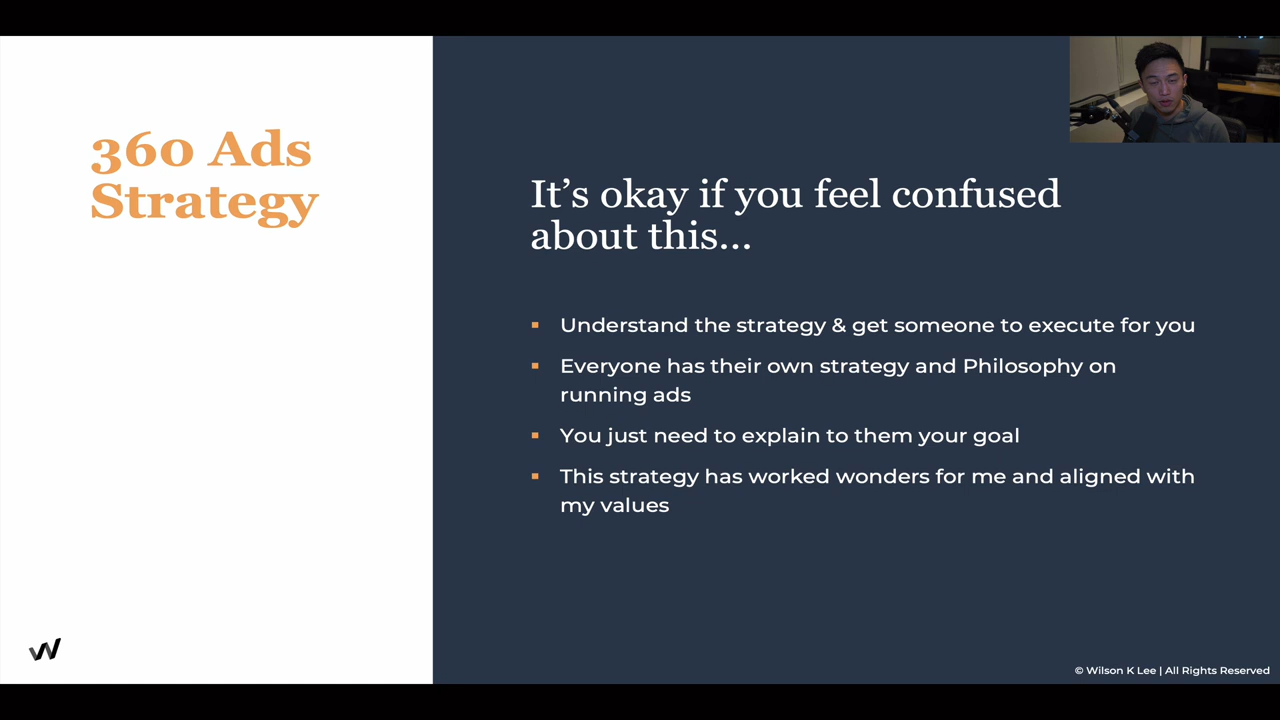 360 Ads
Strategy
It's okay if you feel confused
about this...
Understand the strategy & get someone to execute for you
Everyone has their own strategy and Philosophy on
running ads
You just need to explain to them your goal
This strategy has worked wonders for me and aligned with
my values
© Wilson K Lee | All Rights Reserved